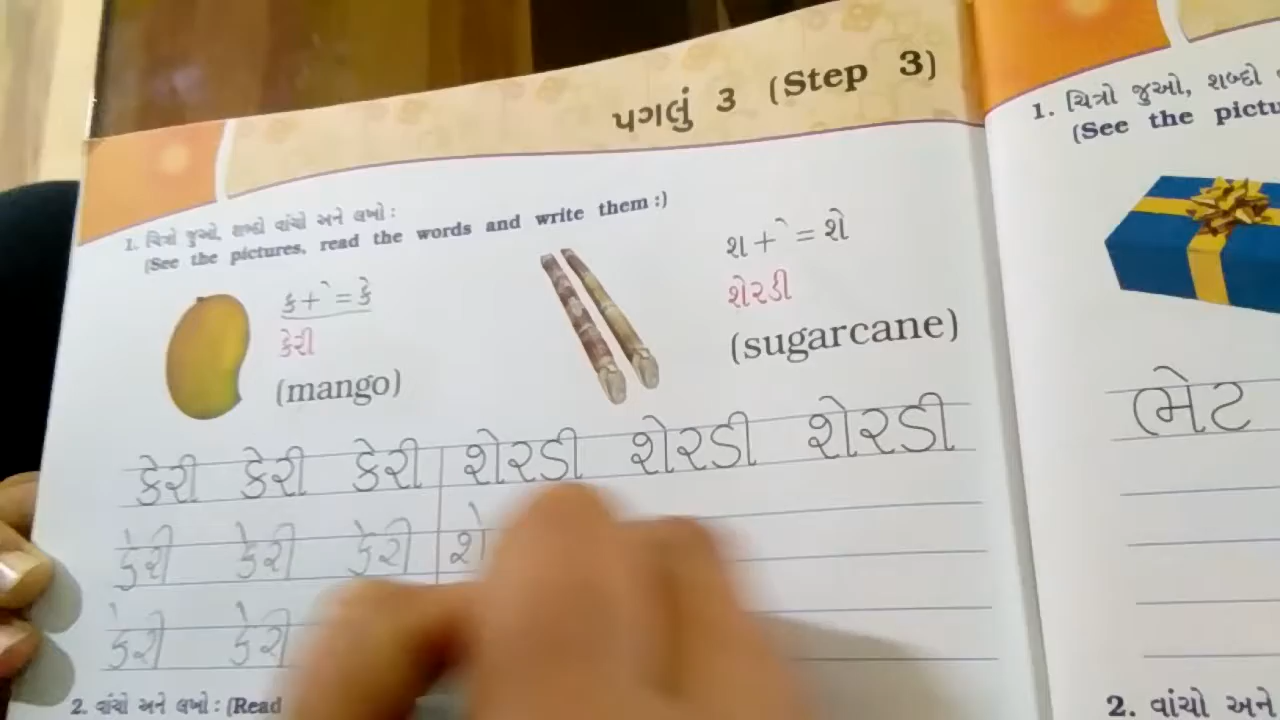 પગલું 3 (Step 3)
1. ચિત્રો જુઓ, શબ્દો વાંચો અને લખો :
(See the pictures, read the words and write them :)
ક + ે = કે
કેરી
(mango)
શ + ે = શે
શેરડી
(sugarcane)
કેરી કેરી કેરી શેરડી શેરડી શેરડી
કેરી કેરી કેરી શે
કેરી કેરી
2. વાંચો અને લખો : (Read
1. ચિત્રો જુઓ, શબ્દો
(See the pictu
ભેટ
2. વાંચો અને